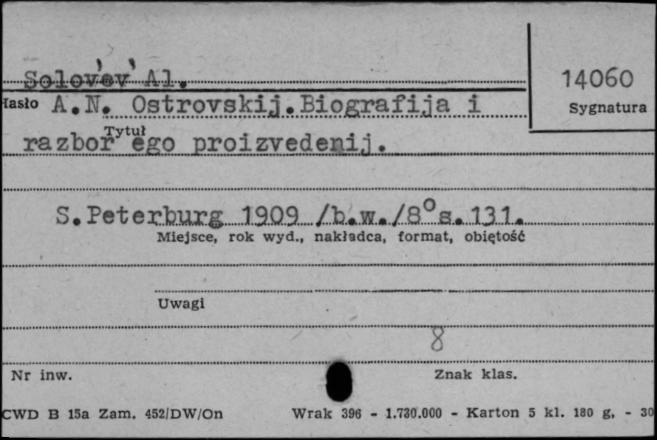 Solov'ev' Al.
14060
Hasło A.N. Ostrovskij.Biografija i
Sygnatura
Tytuł
razbor ego proizvedenij.
S.Peterburg 1909 /b.w./8°s.131.
Miejsce, rok wyd., nakładca, format, objętość
Uwagi
8
Nr inw.
Znak klas.
CWD B 15a Zam. 452/DW/On Wrak 396 - 1.730.000 - Karton 5 kl. 180 g. - 30